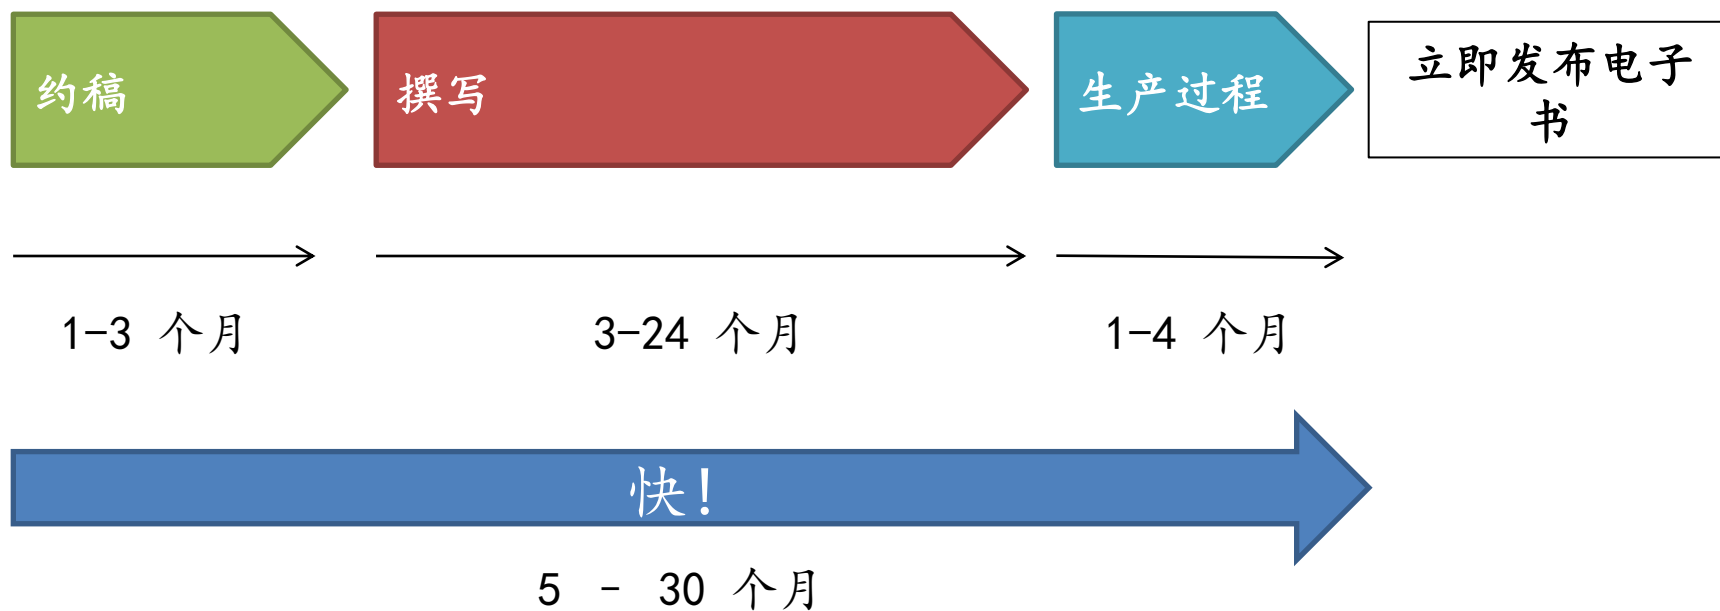 约稿
撰写
生产过程
立即发布电子
书
1-3 个月
3-24 个月
1-4 个月
快!
5 - 30 个月